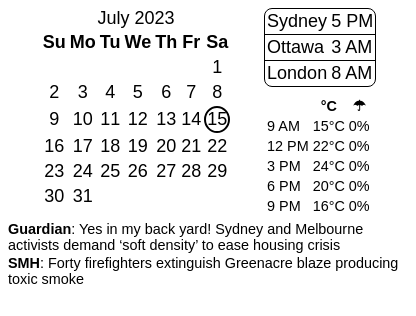 July 2023
Su Mo Tu We Th Fr Sa
1
2 3 4 5 6 7 8
9 10 11 12 13 14 15
16 17 18 19 20 21 22
23 24 25 26 27 28 29
30 31
Sydney 5 PM
Ottawa 3 AM
London 8 AM
°C ☂
9 AM 15°C 0%
12 PM 22°C 0%
3 PM 24°C 0%
6 PM 20°C 0%
9 PM 16°C 0%
Guardian: Yes in my back yard! Sydney and Melbourne
activists demand ‘soft density’ to ease housing crisis
SMH: Forty firefighters extinguish Greenacre blaze producing
toxic smoke